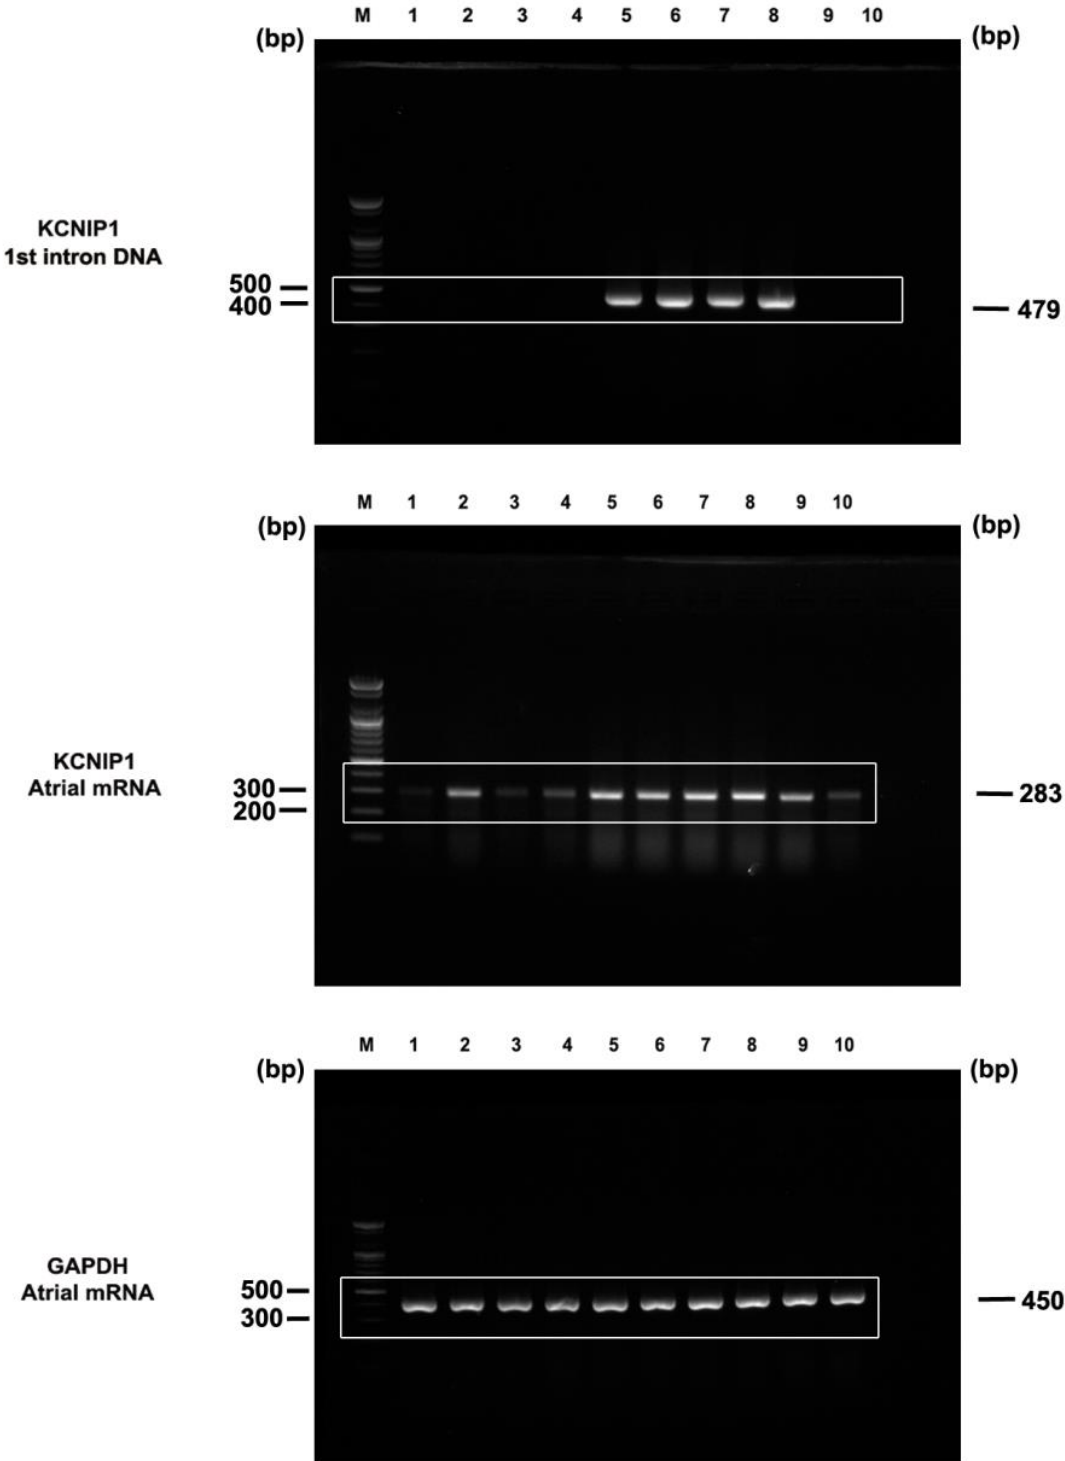 M 1 2 3 4 5 6 7 8 9 10
(bp) (bp)
KCNIP1
1st intron DNA
500
400
479
M 1 2 3 4 5 6 7 8 9 10
(bp) (bp)
KCNIP1
Atrial mRNA
300
200
283
M 1 2 3 4 5 6 7 8 9 10
(bp) (bp)
GAPDH
Atrial mRNA
500
300
450